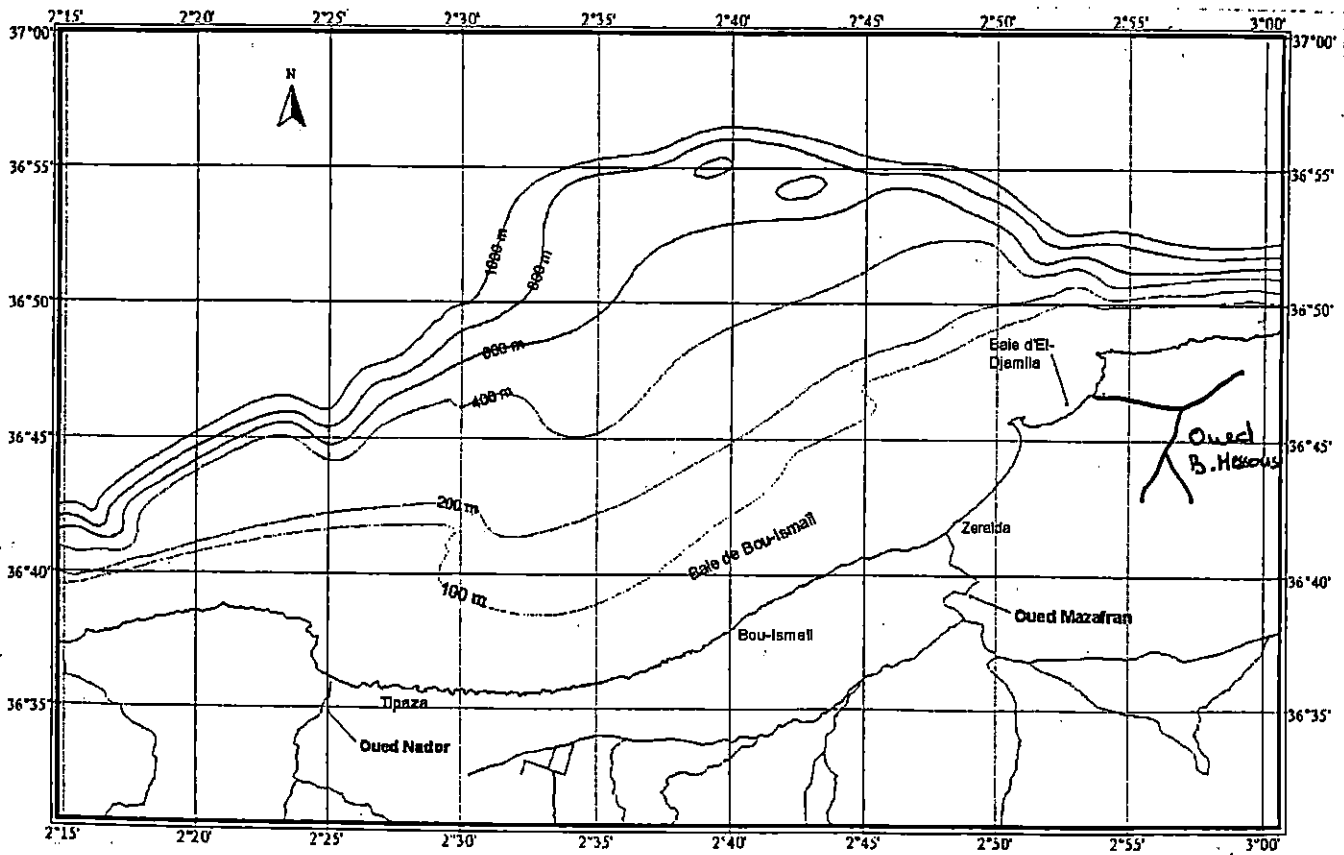 2°15' 2°20' 2°25' 2°30' 2°35' 2°40' 2°45' 2°50' 2°55' 3°00'
37°00' 37°00'
N
36°55' 36°55'
1000 m
800 m
36°50' 36°50'
Baie d'El-
Djamila
600 m
400 m
36°45' 36°45'
Oued
B.Messous
200 m
Zeralda
Baie de Bou-Ismail
36°40' 36°40'
100 m
Oued Mazafran
Bou-Ismail
36°35' 36°35'
Tipaza
Oued Nador
2°15' 2°20' 2°25' 2°30' 2°35' 2°40' 2°45' 2°50' 2°55' 3°00'